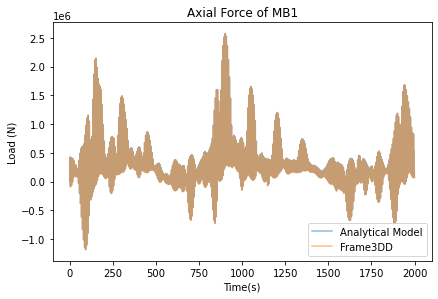 Axial Force of MB1
1e6
2.5
2.0
1.5
1.0
0.5
0.0
−0.5
−1.0
Load (N)
0 250 500 750 1000 1250 1500 1750 2000
Time(s)
Analytical Model
Frame3DD